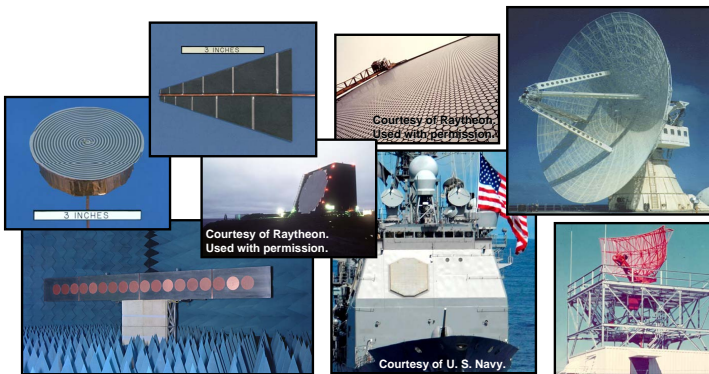 3 INCHES
Courtesy of Raytheon.
Used with permission.
3 INCHES
Courtesy of Raytheon.
Used with permission.
Courtesy of U. S. Navy.